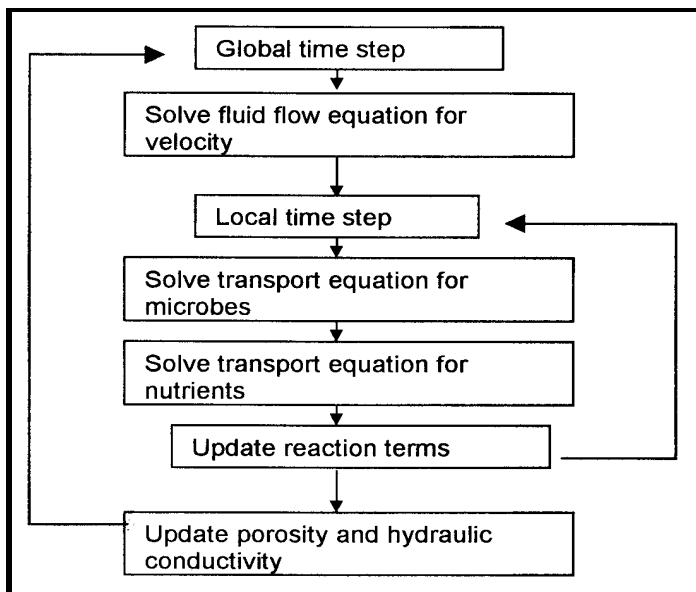 Global time step
Solve fluid flow equation for
velocity
Local time step
Solve transport equation for
microbes
Solve transport equation for
nutrients
Update reaction terms
Update porosity and hydraulic
conductivity